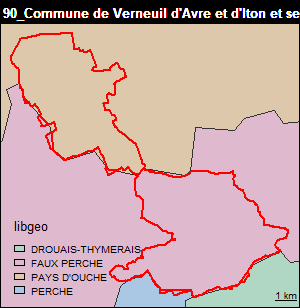 90_Commune de Verneuil d'Avre et d'Iton et se
libgeo
DROUAIS-THYMERAIS
FAUX PERCHE
PAYS D'OUCHE
PERCHE
1 km